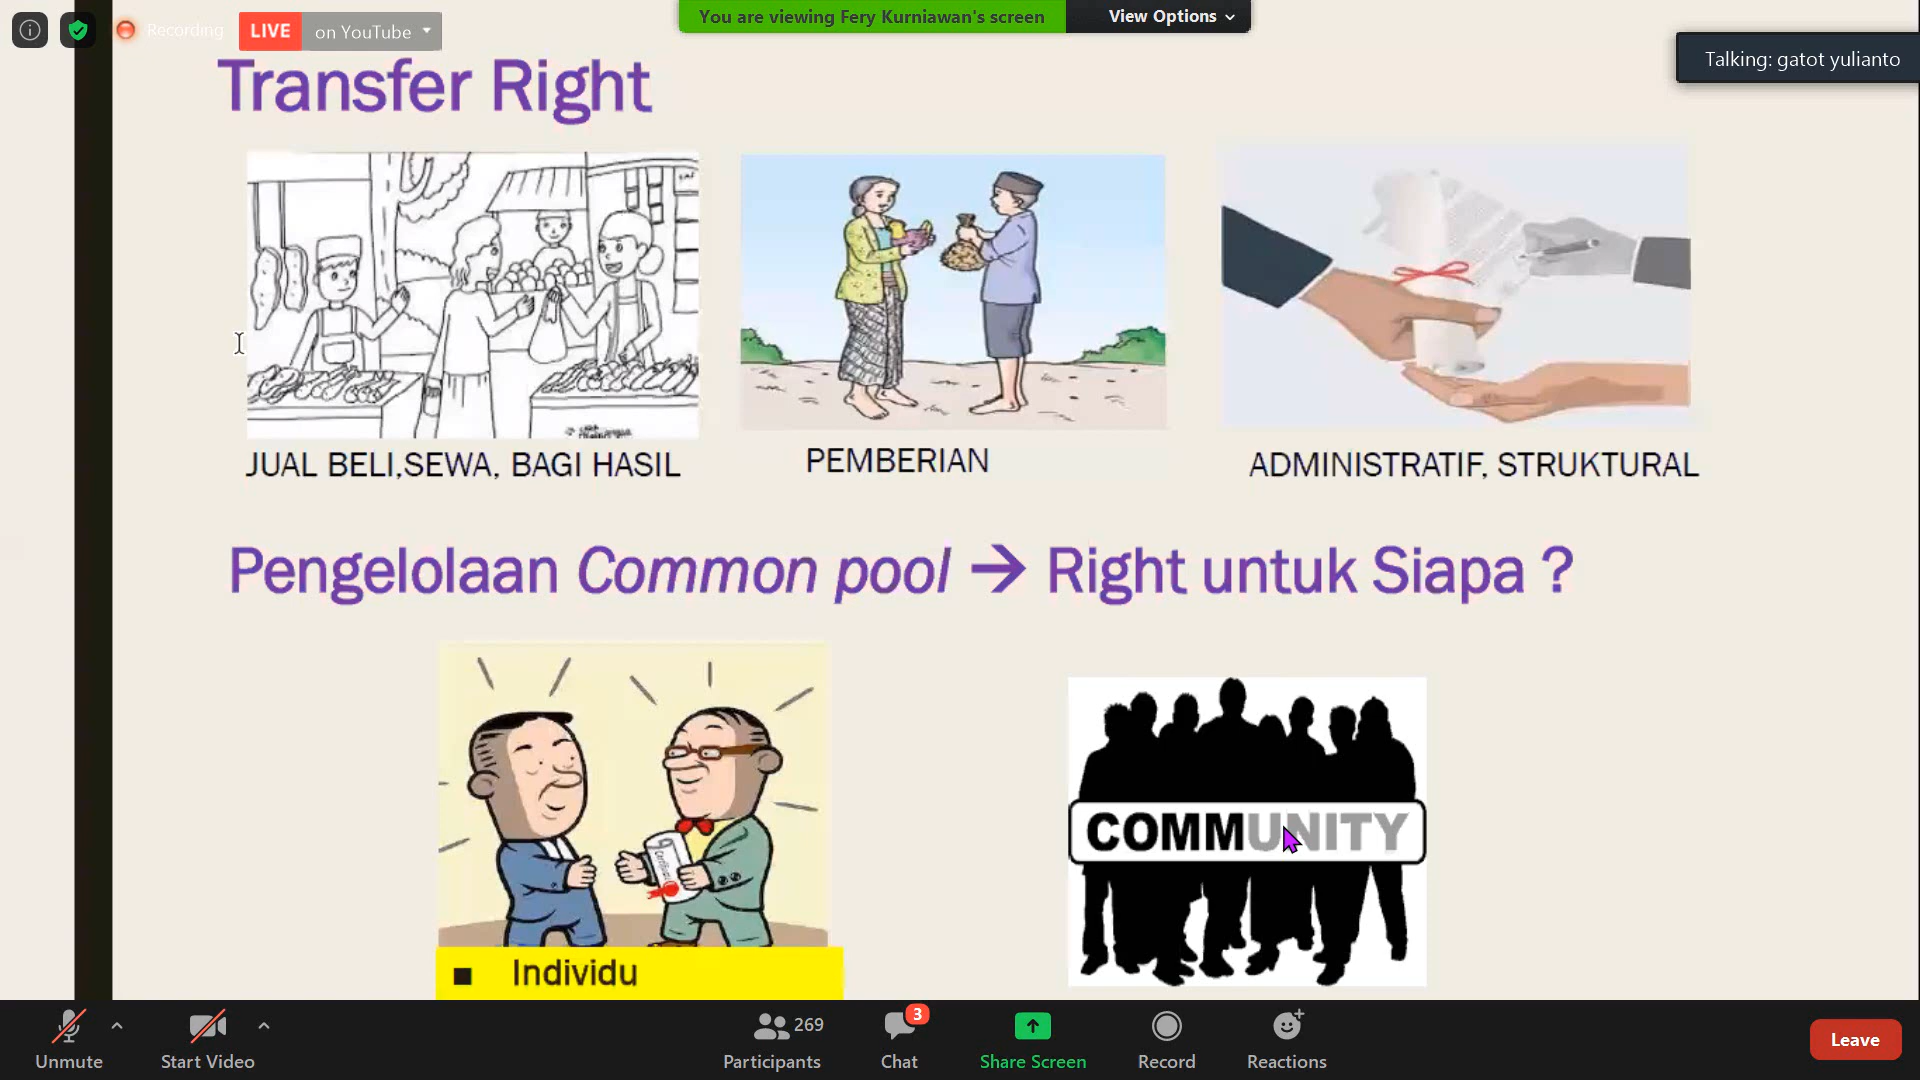 Recording
LIVE on YouTube
You are viewing Fery Kurniawan's screen
View Options
Talking: gatot yulianto
Transfer Right
JUAL BELI,SEWA, BAGI HASIL
PEMBERIAN
ADMINISTRATIF, STRUKTURAL
Pengelolaan Common pool → Right untuk Siapa ?
COMMUNITY
■ Individu
Unmute
Start Video
269
Participants
3
Chat
Share Screen
Record
Reactions
Leave